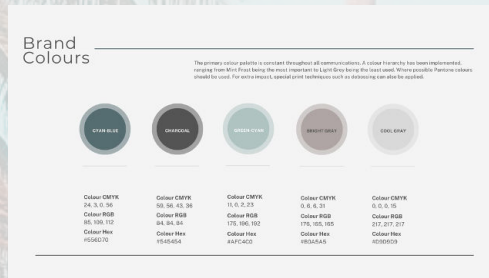 Brand
Colours
The primary colour palette is constant throughout all communications. A colour hierarchy has been implemented,
ranging from Mint Frost being the most important to Light Grey being the least used. Where possible Pantone colours
should be used. For extra impact, special print techniques such as debossing can also be applied.
CYAN BLUE
CHARCOAL
GREEN CYAN
BRIGHT GRAY
COOL GRAY
Colour CMYK
24, 3, 0, 56
Colour RGB
85, 109, 112
Colour Hex
#556D70
Colour CMYK
Colour RGB
84, 84, 84
Colour Hex
#545454
Colour CMYK
11, 0, 2, 23
Colour RGB
175, 196, 192
Colour Hex
#AFC4C0
Colour CMYK
0, 6, 6, 31
Colour RGB
176, 165, 165
Colour Hex
#B0A5A5
Colour CMYK
0, 0, 0, 15
Colour RGB
217, 217, 217
Colour Hex
#D9D9D9